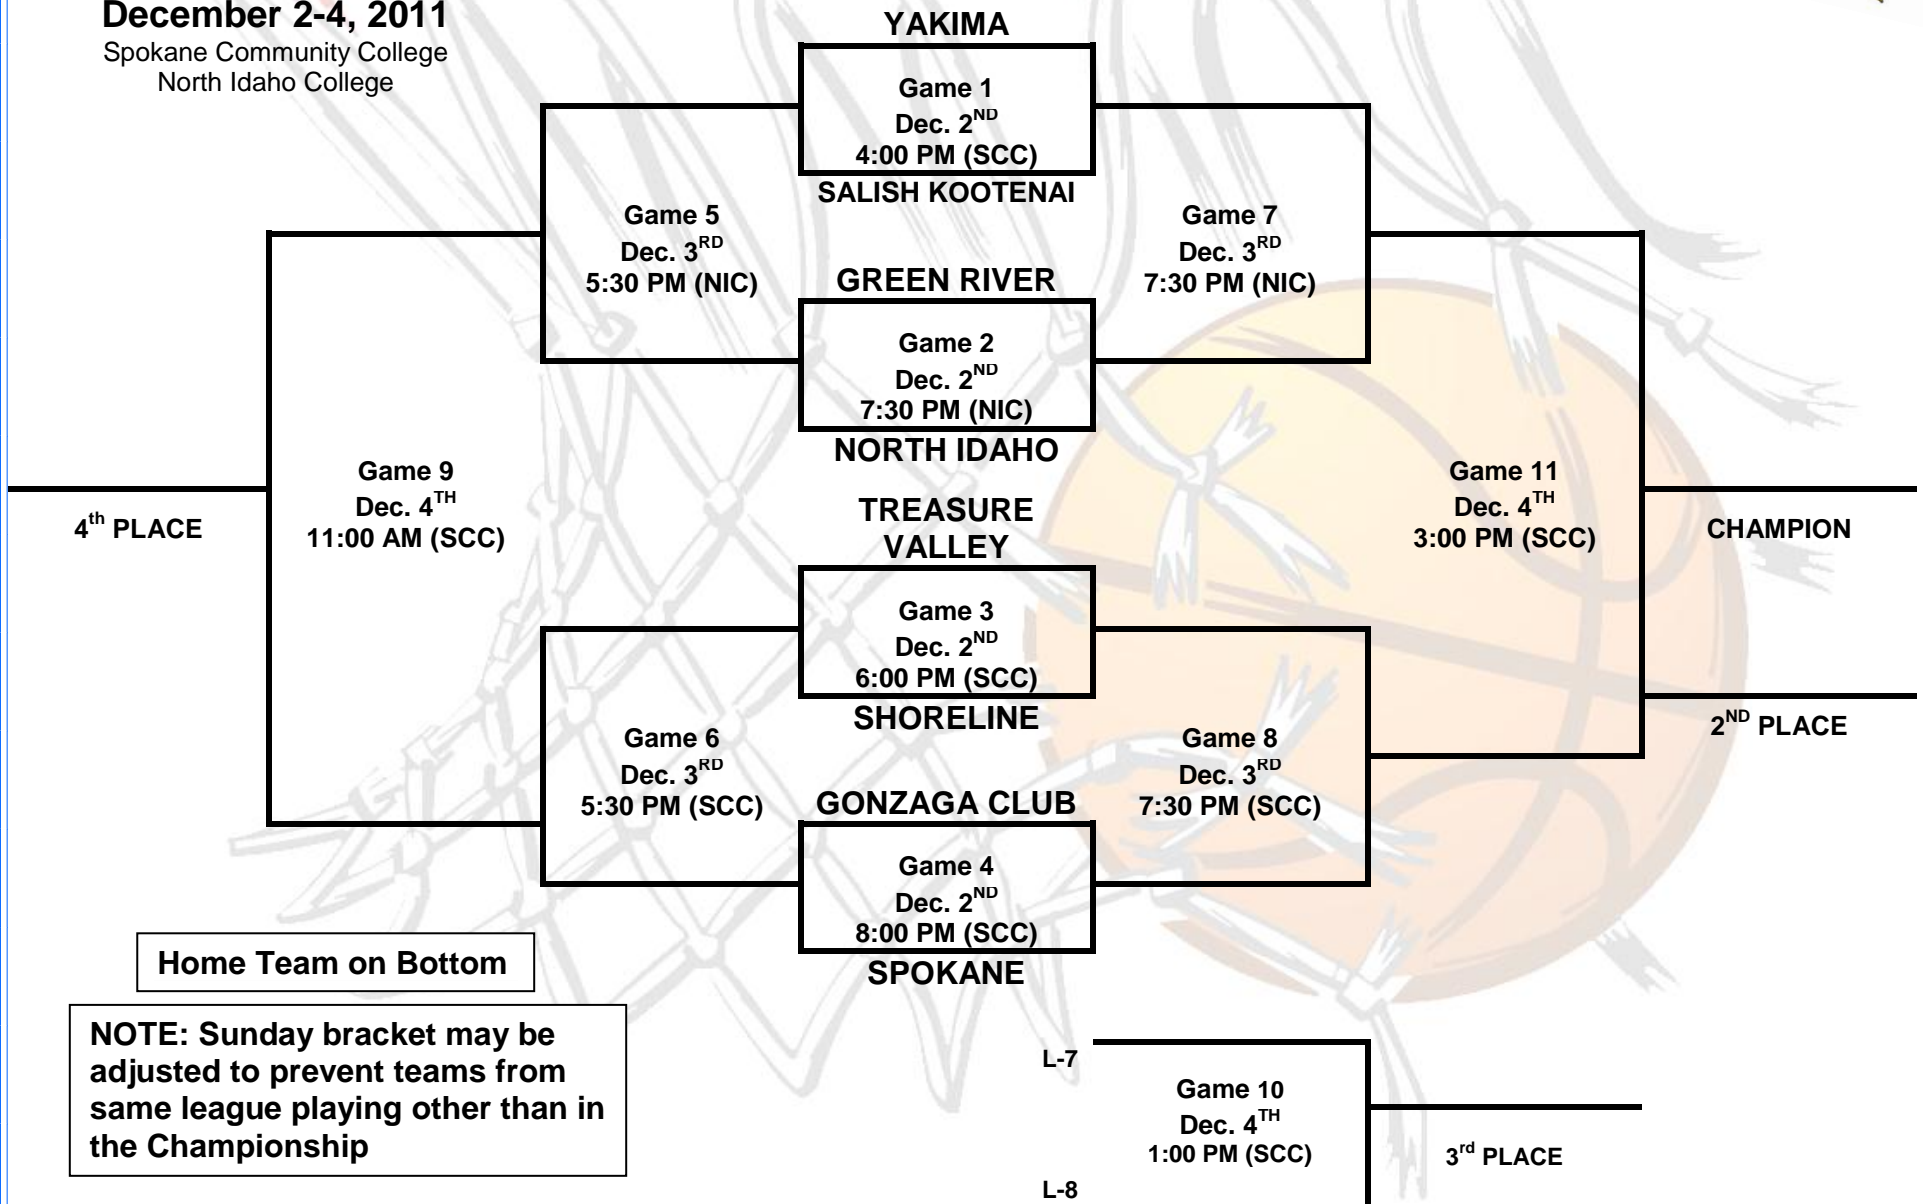 December 2-4, 2011
Spokane Community College
North Idaho College
YAKIMA
Game 1
Dec. 2ND
4:00 PM (SCC)
SALISH KOOTENAI
Game 5
Dec. 3RD
5:30 PM (NIC)
Game 7
Dec. 3RD
7:30 PM (NIC)
GREEN RIVER
Game 2
Dec. 2ND
7:30 PM (NIC)
NORTH IDAHO
Game 9
Dec. 4TH
11:00 AM (SCC)
4th PLACE
Game 11
Dec. 4TH
3:00 PM (SCC)
CHAMPION
TREASURE
VALLEY
Game 3
Dec. 2ND
6:00 PM (SCC)
SHORELINE
2ND PLACE
Game 6
Dec. 3RD
5:30 PM (SCC)
Game 8
Dec. 3RD
7:30 PM (SCC)
GONZAGA CLUB
Game 4
Dec. 2ND
8:00 PM (SCC)
SPOKANE
Home Team on Bottom
NOTE: Sunday bracket may be
adjusted to prevent teams from
same league playing other than in
the Championship
L-7
Game 10
Dec. 4TH
1:00 PM (SCC)
3rd PLACE
L-8